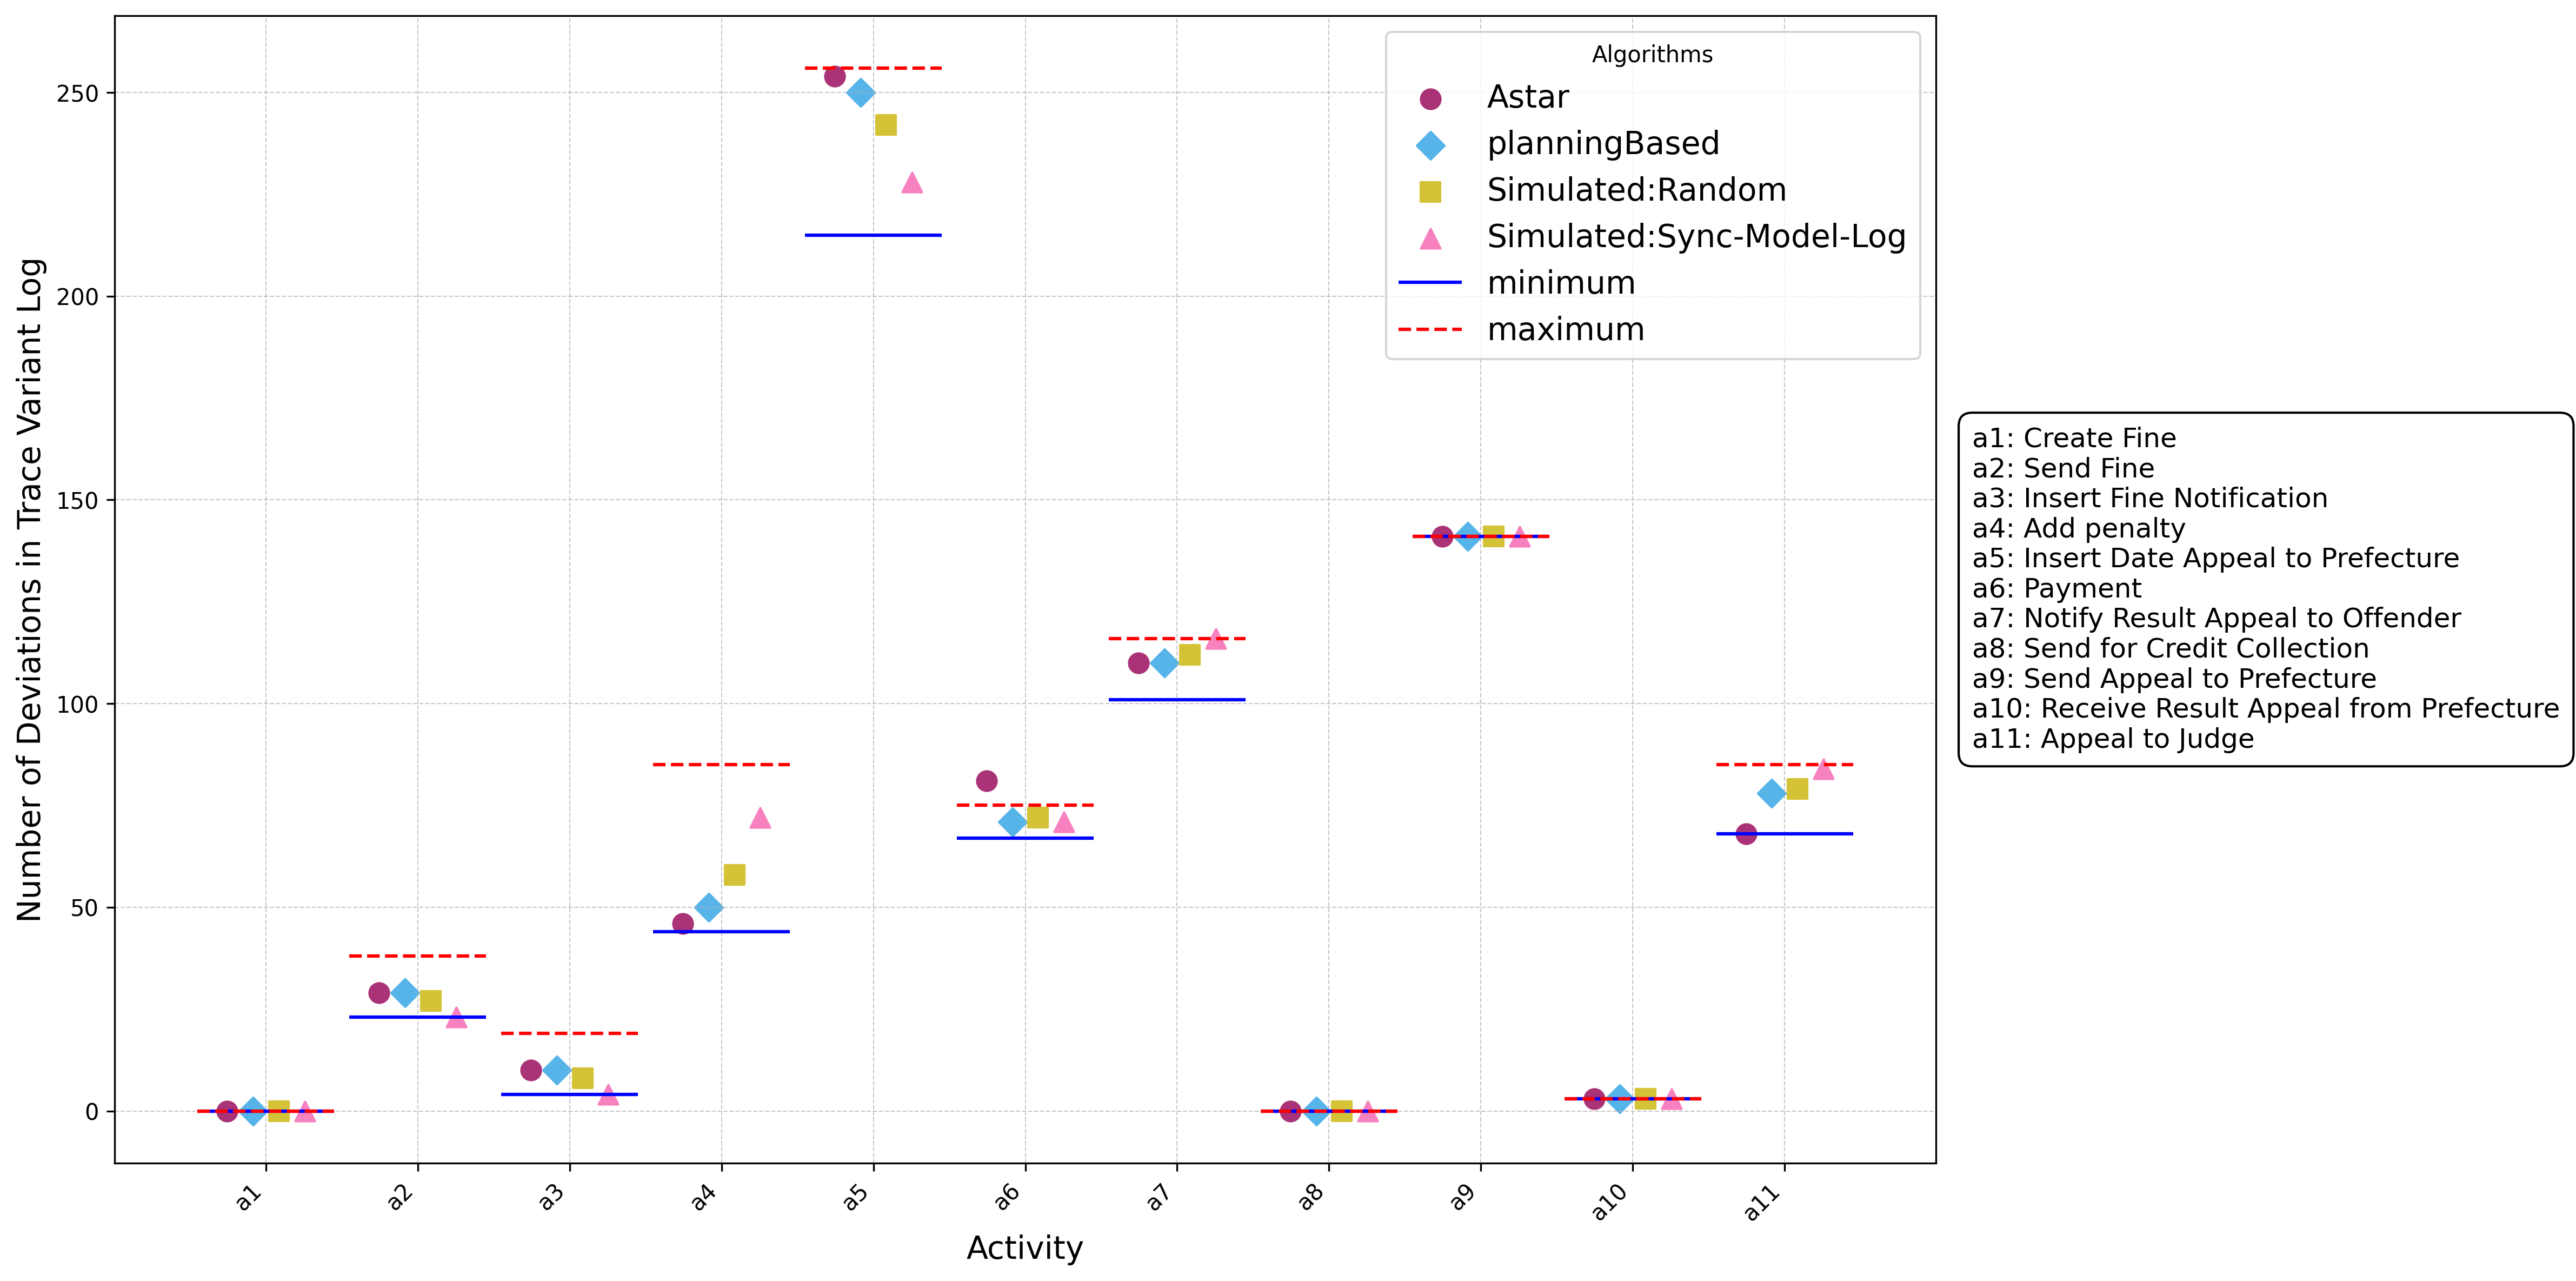 Number of Deviations in Trace Variant Log
250
200
150
100
50
0
a1
a2
a3
a4
a5
a6
a7
a8
a9
a10
a11
Activity
Algorithms
Astar
planningBased
Simulated:Random
Simulated:Sync-Model-Log
minimum
maximum
a1: Create Fine
a2: Send Fine
a3: Insert Fine Notification
a4: Add penalty
a5: Insert Date Appeal to Prefecture
a6: Payment
a7: Notify Result Appeal to Offender
a8: Send for Credit Collection
a9: Send Appeal to Prefecture
a10: Receive Result Appeal from Prefecture
a11: Appeal to Judge